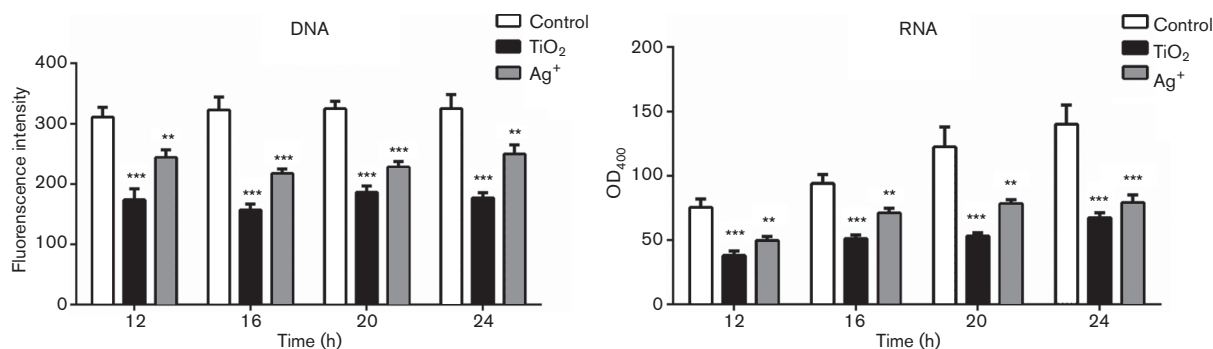 DNA
Control
TiO₂
Ag⁺
Fluorescence intensity
400
300
200
100
0
** *** *** **
*** *** *** ***
12 16 20 24
Time (h)
RNA
Control
TiO₂
Ag⁺
OD₄₀₀
200
150
100
50
0
*** ** *** ** *** ** *** ***
12 16 20 24
Time (h)